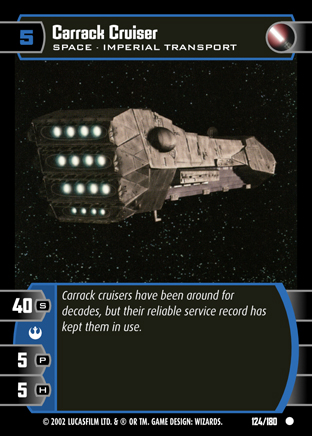 5 Carrack Cruiser
SPACE · IMPERIAL TRANSPORT
40 S
Carrack cruisers have been around for
decades, but their reliable service record has
kept them in use.
5 P
5 H
© 2002 LUCASFILM LTD. & ® OR TM. GAME DESIGN: WIZARDS. 124/180